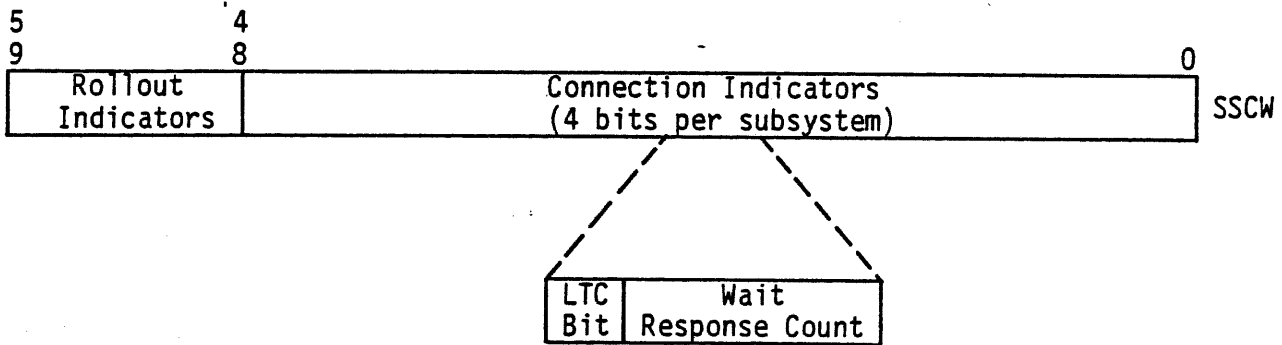 5 4
9 8 0
Rollout Connection Indicators
Indicators (4 bits per subsystem) SSCW
LTC Wait
Bit Response Count